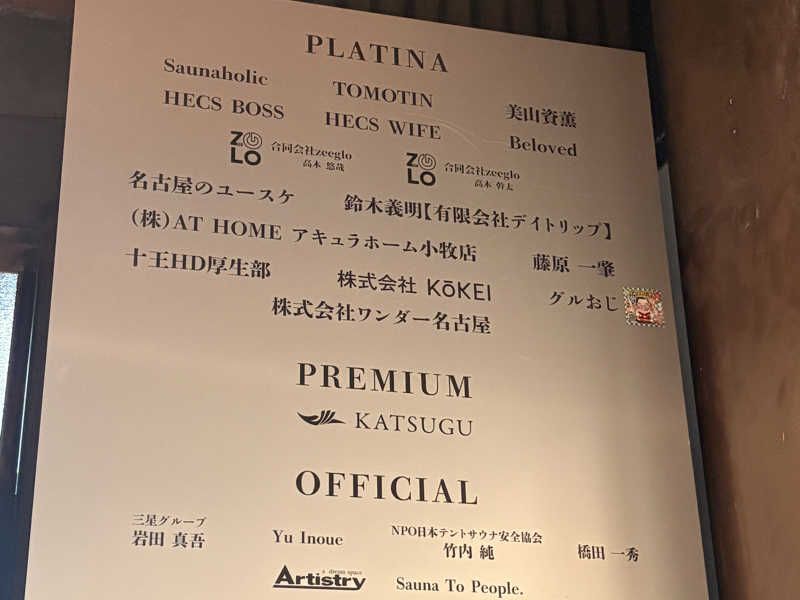 PLATINA
Saunaholic TOMOTIN 美山資薫
HECS BOSS HECS WIFE Beloved
ZOLO 合同会社zeeglo 高木 悠哉
ZOLO 合同会社zeeglo 高木 幹太
名古屋のユースケ 鈴木義明【有限会社デイトリップ】
(株)AT HOME アキュラホーム小牧店 藤原 一肇
十王HD厚生部 株式会社 KōKEI グルおじ
株式会社ワンダー名古屋
PREMIUM
KATSUGU
OFFICIAL
三星グループ
岩田 真吾
Yu Inoue
NPO日本テントサウナ安全協会
竹内 純
橋田 一秀
a dream space
Artistry
Sauna To People.